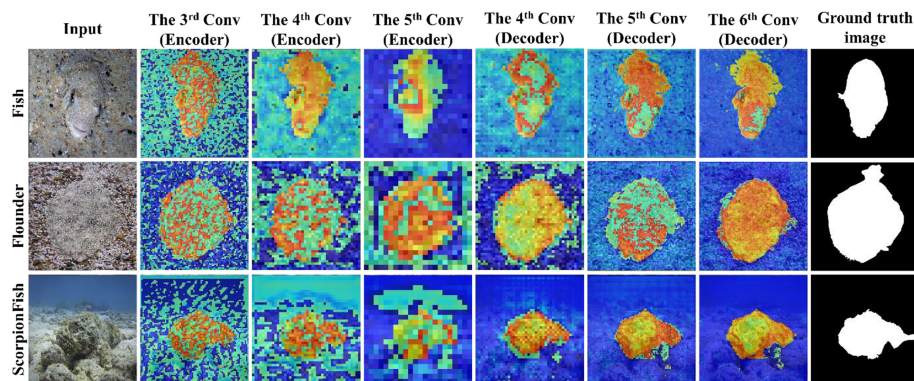 Input
The 3rd Conv
(Encoder)
The 4th Conv
(Encoder)
The 5th Conv
(Encoder)
The 4th Conv
(Decoder)
The 5th Conv
(Decoder)
The 6th Conv
(Decoder)
Ground truth
image
Fish
Flounder
ScorpionFish